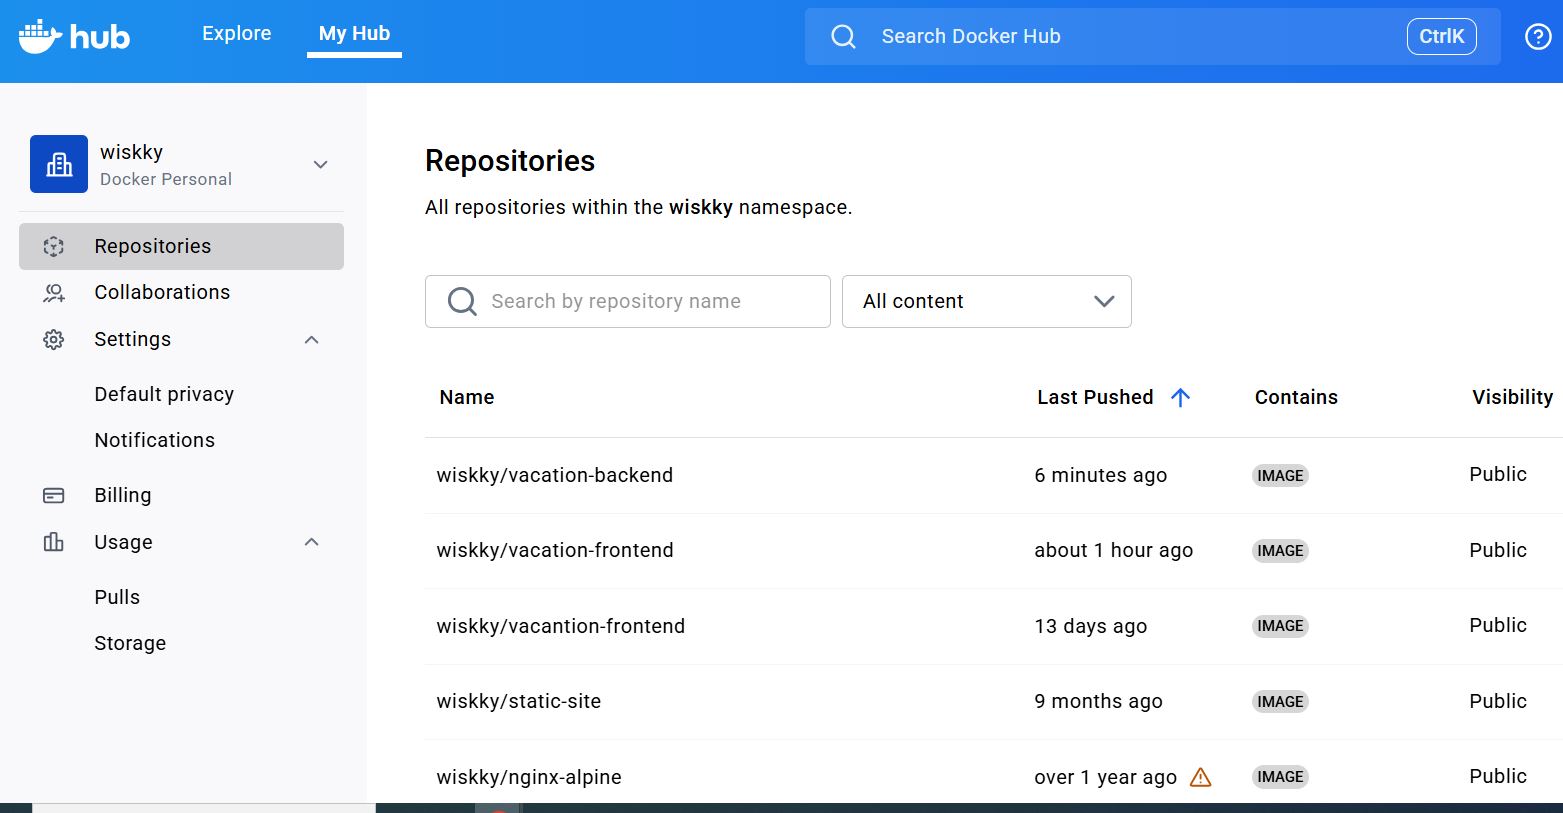 hub Explore My Hub Search Docker Hub CtrlK ?
wiskky
Docker Personal
Repositories
Collaborations
Settings
Default privacy
Notifications
Billing
Usage
Pulls
Storage
Repositories
All repositories within the wiskky namespace.
Search by repository name All content
Name Last Pushed Contains Visibility
wiskky/vacation-backend 6 minutes ago IMAGE Public
wiskky/vacation-frontend about 1 hour ago IMAGE Public
wiskky/vacantion-frontend 13 days ago IMAGE Public
wiskky/static-site 9 months ago IMAGE Public
wiskky/nginx-alpine over 1 year ago IMAGE Public